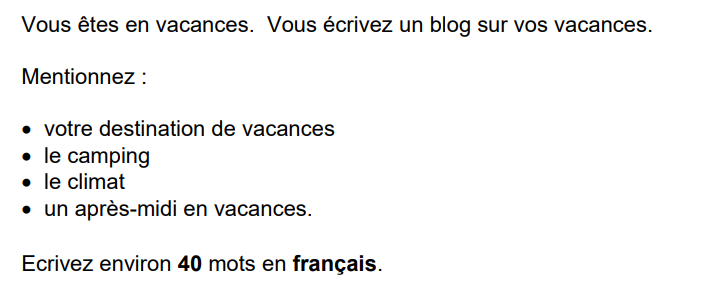 Vous êtes en vacances.  Vous écrivez un blog sur vos vacances.
Mentionnez :
• votre destination de vacances
• le camping
• le climat
• un après-midi en vacances.
Ecrivez environ 40 mots en français.